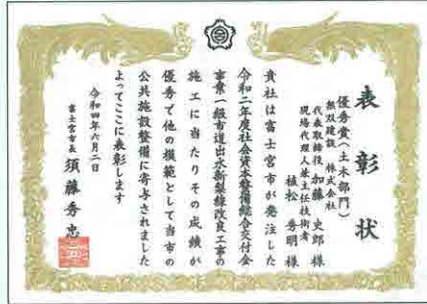 表彰状
優秀賞(土木部門)
無双建設 株式会社
代表取締役 加藤 史郎 様
現場代理人兼主任技術者
植松 秀明 様
貴社は富士宮市が発注した
令和二年度社会資本整備総合交付金
事業一級市道出水新梨線改良工事の
施工に当たりその成績が
優秀で他の模範として当市の
公共施設整備に寄与されました
よってここに表彰します
令和四年六月二日
富士宮市長 須藤秀忠